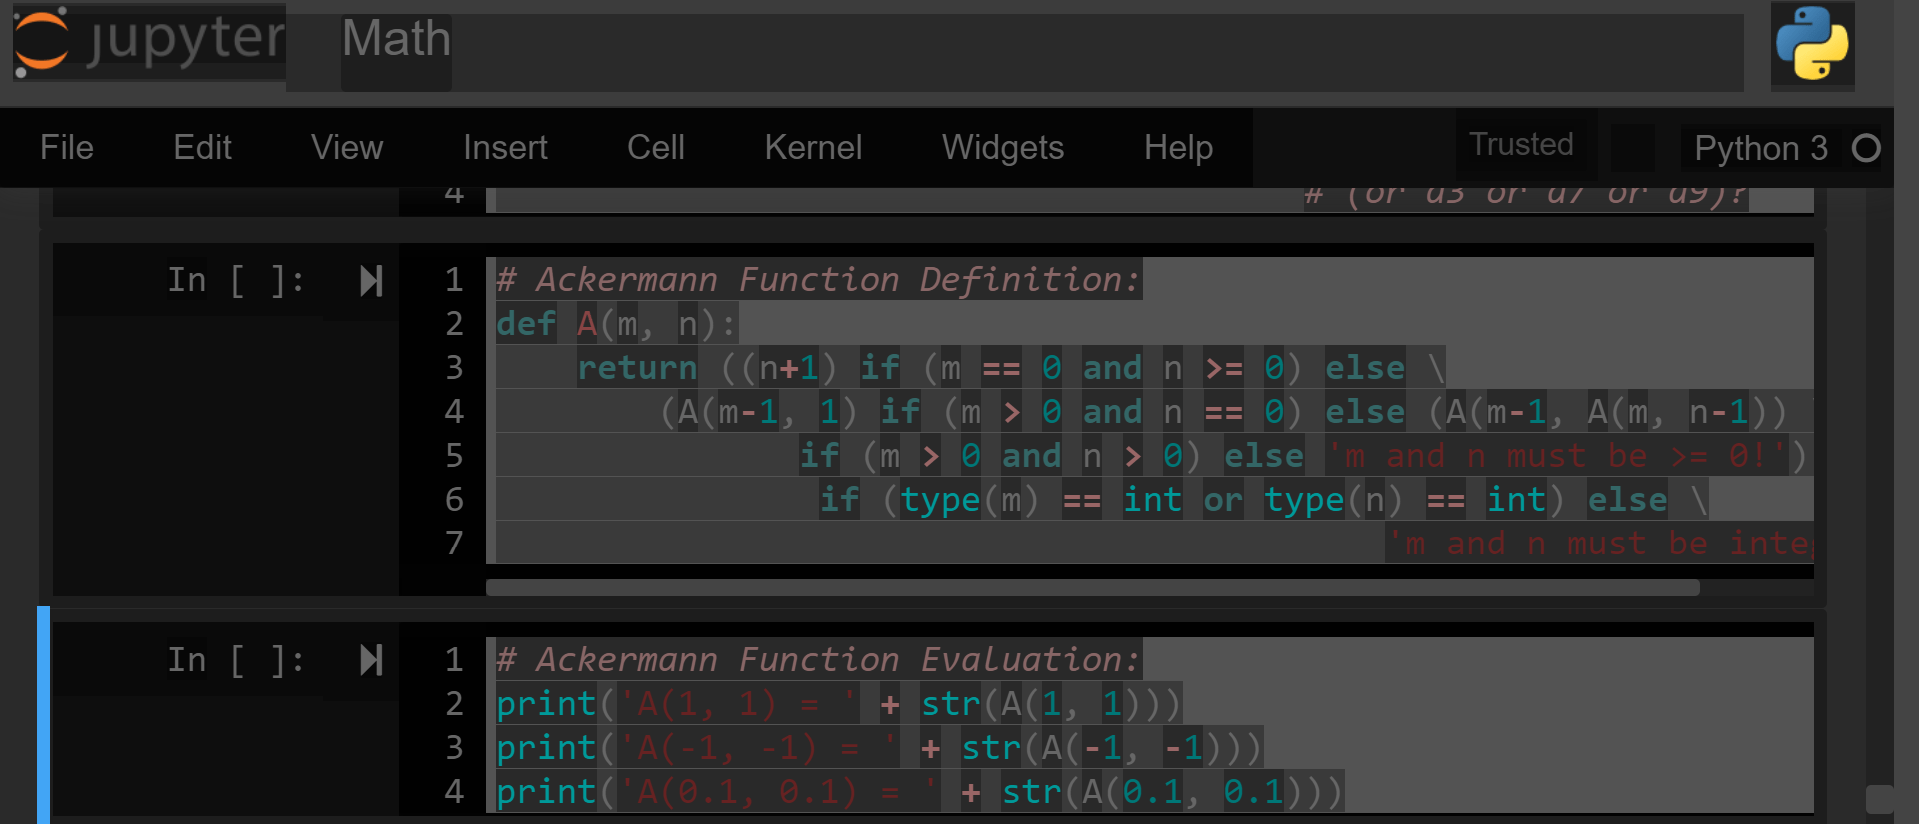 jupyter Math
File Edit View Insert Cell Kernel Widgets Help Trusted Python 3
4 # (or a3 or a7 or a9)?
In [ ]:
1 # Ackermann Function Definition:
2 def A(m, n):
3 return ((n+1) if (m == 0 and n >= 0) else \
4 (A(m-1, 1) if (m > 0 and n == 0) else (A(m-1, A(m, n-1))
5 if (m > 0 and n > 0) else 'm and n must be >= 0!')
6 if (type(m) == int or type(n) == int) else \
7 'm and n must be integ
In [ ]:
1 # Ackermann Function Evaluation:
2 print('A(1, 1) = ' + str(A(1, 1)))
3 print('A(-1, -1) = ' + str(A(-1, -1)))
4 print('A(0.1, 0.1) = ' + str(A(0.1, 0.1)))